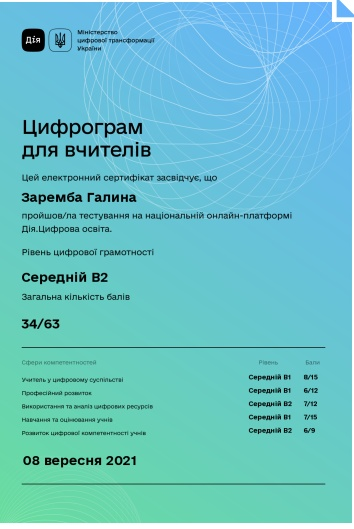 Дія
Міністерство
цифрової трансформації
України
Цифрограм
для вчителів
Цей електронний сертифікат засвідчує, що
Заремба Галина
пройшов/ла тестування на національній онлайн-платформі
Дія.Цифрова освіта.
Рівень цифрової грамотності
Середній B2
Загальна кількість балів
34/63
Сфери компетентностей Рівень Бали
Учитель у цифровому суспільстві Середній B1 8/15
Професійний розвиток Середній B1 6/12
Використання та аналіз цифрових ресурсів Середній B2 7/12
Навчання та оцінювання учнів Середній B1 7/15
Розвиток цифрової компетентності учнів Середній B2 6/9
08 вересня 2021